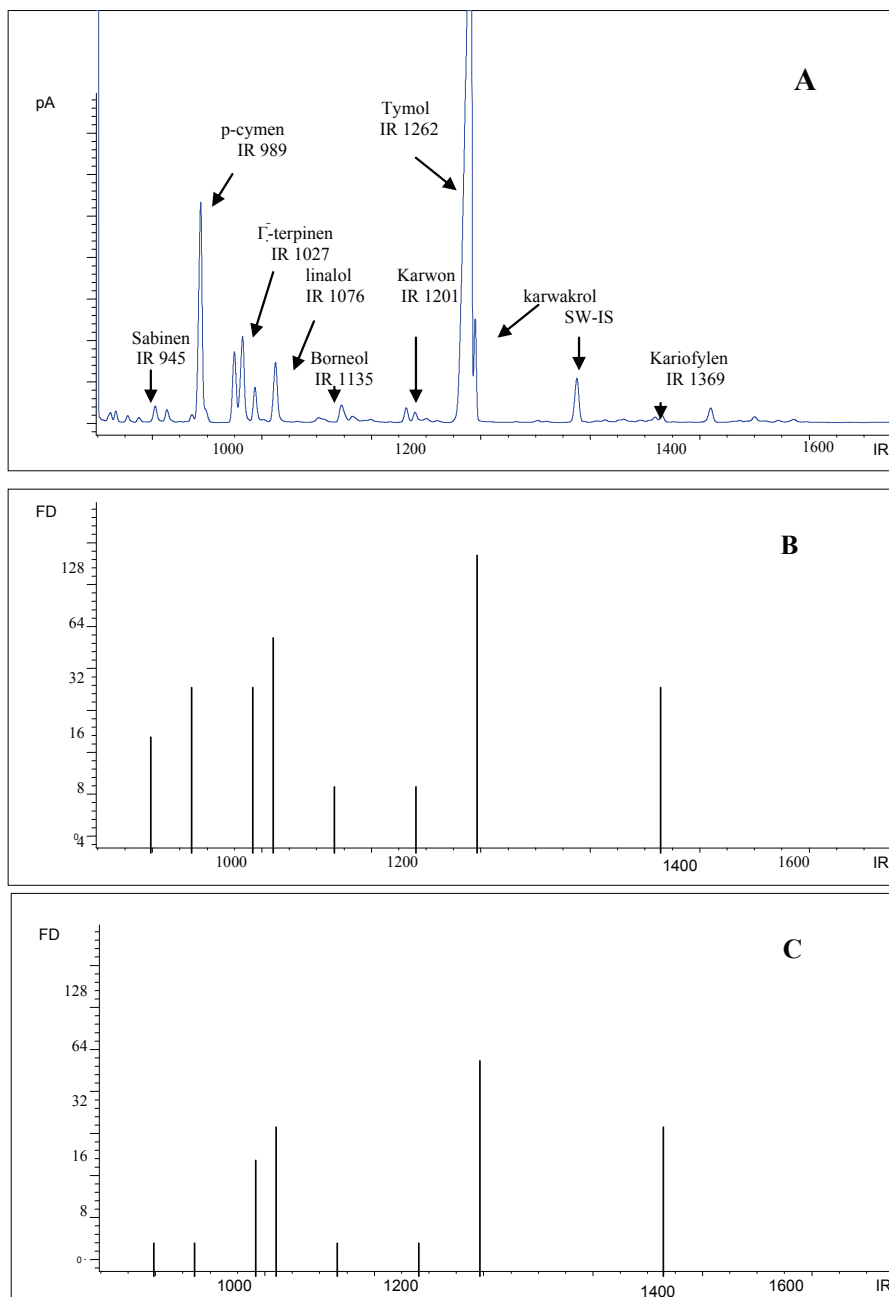 A
pA
Tymol
IR 1262
p-cymen
IR 989
-terpinen
IR 1027
linalol
IR 1076
Karwon
IR 1201
karwakrol
SW-IS
Sabinen
IR 945
Borneol
IR 1135
Kariofylen
IR 1369
1000 1200 1400 1600 IR
FD
B
128
64
32
16
8
0
4
1000 1200 1400 1600 IR
FD
C
128
64
32
16
8
0
1000 1200 1400 1600 IR